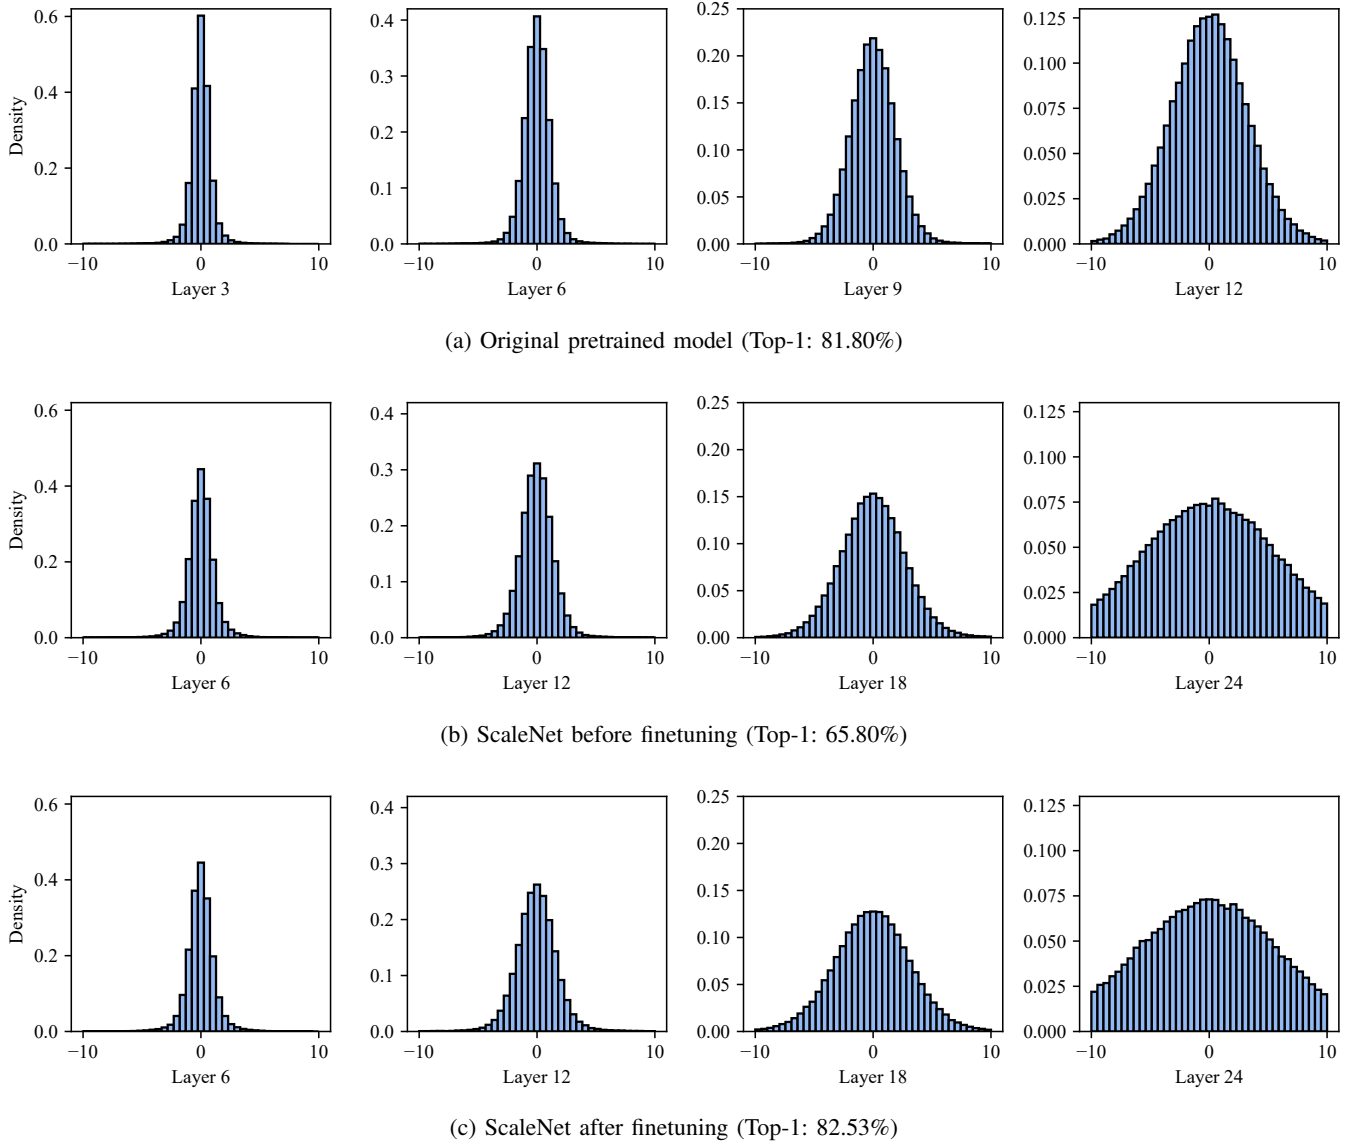 0.6
0.4
0.2
0.0
Density
−10 0 10
Layer 3
0.4
0.3
0.2
0.1
0.0
−10 0 10
Layer 6
0.25
0.20
0.15
0.10
0.05
0.00
−10 0 10
Layer 9
0.125
0.100
0.075
0.050
0.025
0.000
−10 0 10
Layer 12
(a) Original pretrained model (Top-1: 81.80%)
0.6
0.4
0.2
0.0
Density
−10 0 10
Layer 6
0.4
0.3
0.2
0.1
0.0
−10 0 10
Layer 12
0.25
0.20
0.15
0.10
0.05
0.00
−10 0 10
Layer 18
0.125
0.100
0.075
0.050
0.025
0.000
−10 0 10
Layer 24
(b) ScaleNet before finetuning (Top-1: 65.80%)
0.6
0.4
0.2
0.0
Density
−10 0 10
Layer 6
0.4
0.3
0.2
0.1
0.0
−10 0 10
Layer 12
0.25
0.20
0.15
0.10
0.05
0.00
−10 0 10
Layer 18
0.125
0.100
0.075
0.050
0.025
0.000
−10 0 10
Layer 24
(c) ScaleNet after finetuning (Top-1: 82.53%)